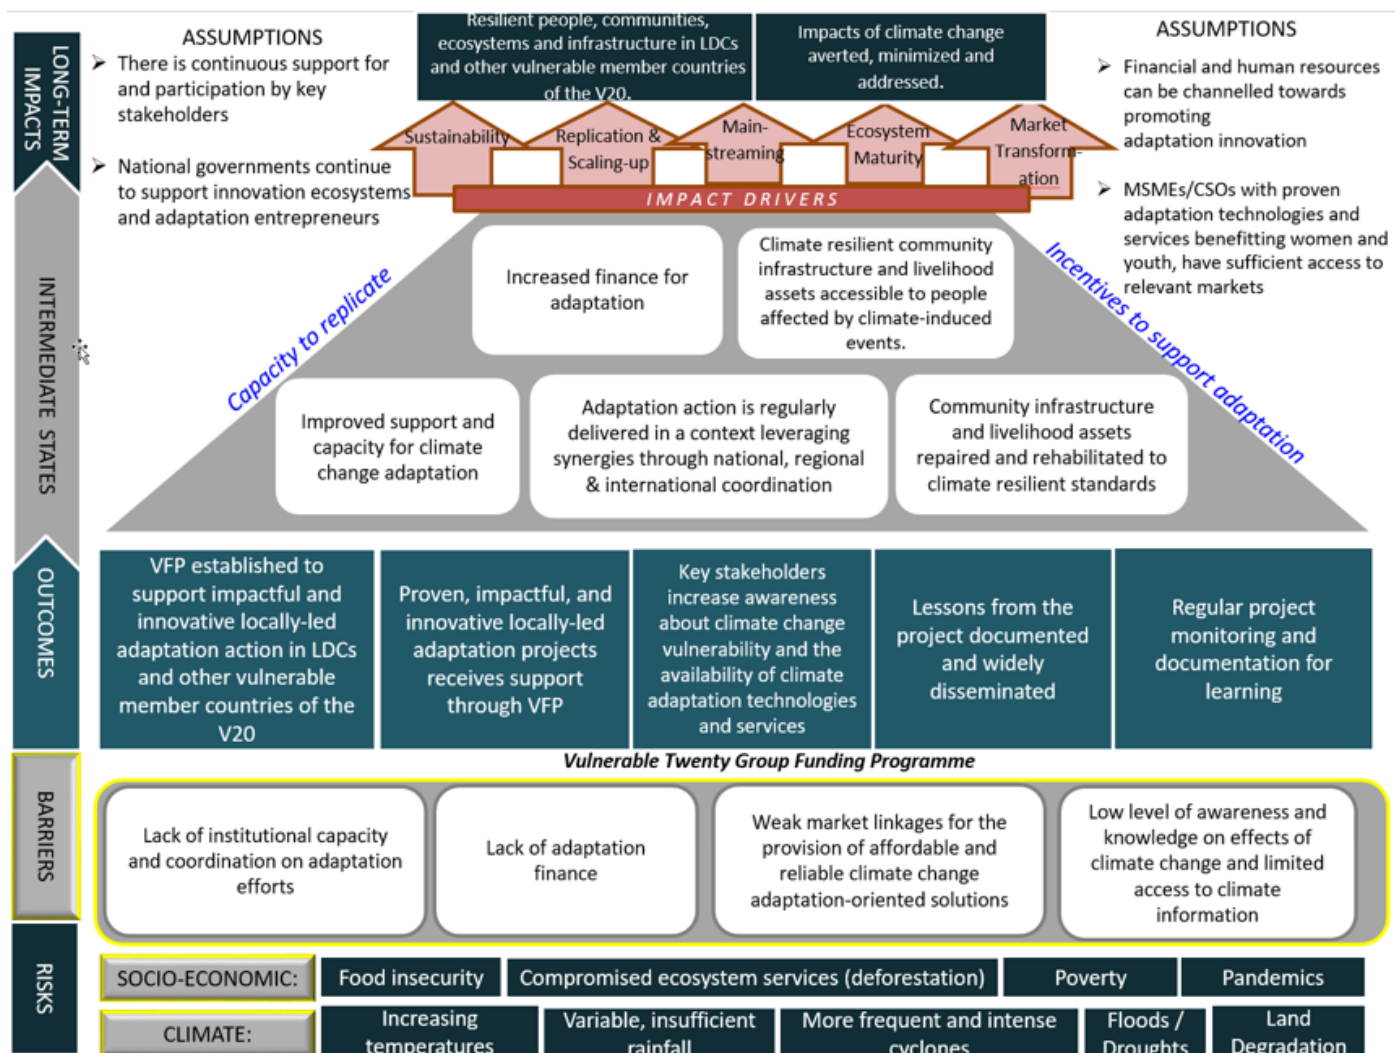 LONG-TERM
IMPACTS
ASSUMPTIONS
➢ There is continuous support for
and participation by key
stakeholders
➢ National governments continue
to support innovation ecosystems
and adaptation entrepreneurs
Resilient people, communities,
ecosystems and infrastructure in LDCs
and other vulnerable member countries
of the V20.
Impacts of climate change
averted, minimized and
addressed.
ASSUMPTIONS
➢ Financial and human resources
can be channelled towards
promoting
adaptation innovation
➢ MSMEs/CSOs with proven
adaptation technologies and
services benefitting women and
youth, have sufficient access to
relevant markets
Sustainability
Replication &
Scaling-up
Main-
streaming
Ecosystem
Maturity
Market
Transform-
ation
IMPACT DRIVERS
INTERMEDIATE STATES
Capacity to replicate
Incentives to support adaptation
Increased finance for
adaptation
Climate resilient community
infrastructure and livelihood
assets accessible to people
affected by climate-induced
events.
Improved support and
capacity for climate
change adaptation
Adaptation action is regularly
delivered in a context leveraging
synergies through national, regional
& international coordination
Community infrastructure
and livelihood assets
repaired and rehabilitated to
climate resilient standards
OUTCOMES
VFP established to
support impactful and
innovative locally-led
adaptation action in LDCs
and other vulnerable
member countries of the
V20
Proven, impactful, and
innovative locally-led
adaptation projects
receives support
through VFP
Key stakeholders
increase awareness
about climate change
vulnerability and the
availability of climate
adaptation technologies
and services
Lessons from the
project documented
and widely
disseminated
Regular project
monitoring and
documentation for
learning
Vulnerable Twenty Group Funding Programme
BARRIERS
Lack of institutional capacity
and coordination on adaptation
efforts
Lack of adaptation
finance
Weak market linkages for the
provision of affordable and
reliable climate change
adaptation-oriented solutions
Low level of awareness and
knowledge on effects of
climate change and limited
access to climate
information
RISKS
SOCIO-ECONOMIC:
Food insecurity
Compromised ecosystem services (deforestation)
Poverty
Pandemics
CLIMATE:
Increasing
temperatures
Variable, insufficient
rainfall
More frequent and intense
cyclones
Floods /
Droughts
Land
Degradation